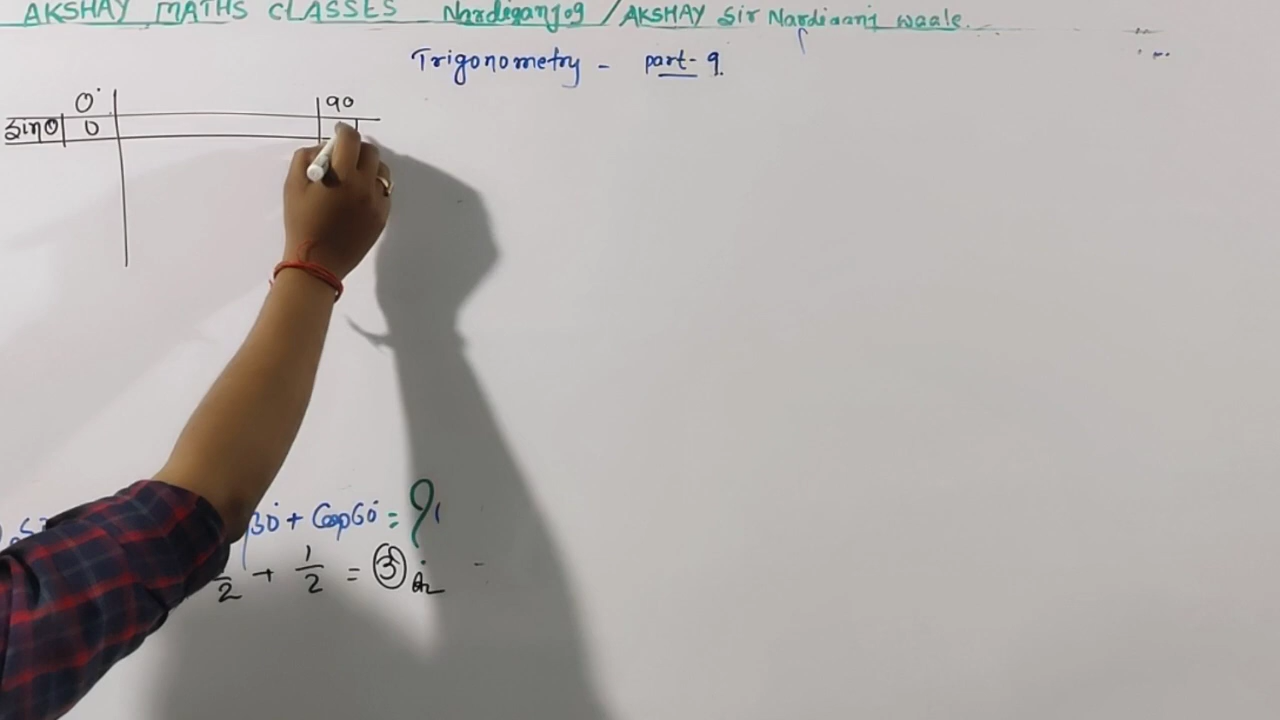 AKSHAY MATHS CLASSES Nardiganj09 / AKSHAY Sir Nardiganj waale.
Trigonometry - part- 9.
0° 90
Sinθ 0
30° + Cos60° = ?
2 + 1/2 = 3